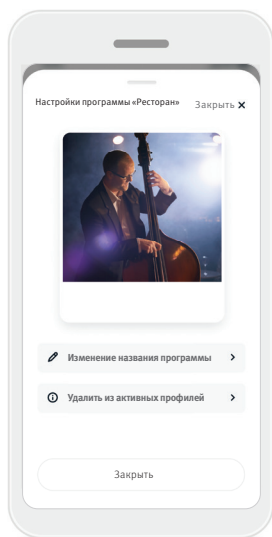 Настройки программы «Ресторан»
Закрыть ×
Изменение названия программы
Удалить из активных профилей
Закрыть